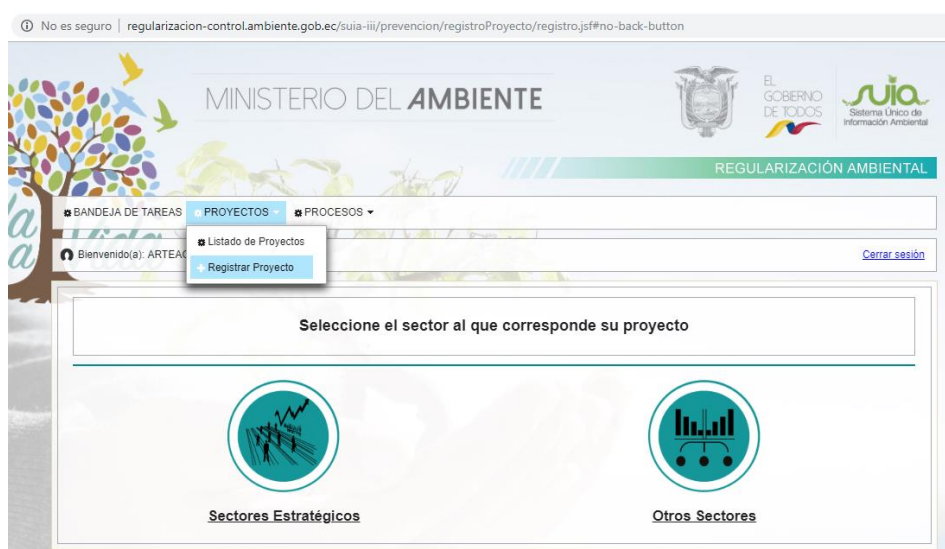 No es seguro | regularizacion-control.ambiente.gob.ec/suia-iii/prevencion/registroProyecto/registro.jsf#no-back-button
MINISTERIO DEL AMBIENTE
EL
GOBIERNO
DE TODOS
suia
Sistema Único de
Información Ambiental
REGULARIZACIÓN AMBIENTAL
BANDEJA DE TAREAS PROYECTOS PROCESOS
Listado de Proyectos
Bienvenido(a): ARTEAG
Cerrar sesión
Registrar Proyecto
Seleccione el sector al que corresponde su proyecto
Sectores Estratégicos
Otros Sectores